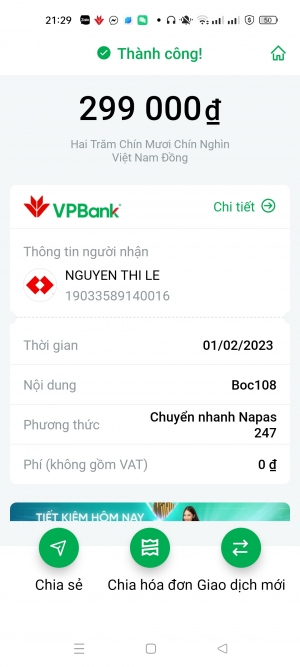 21:29
50
Thành công!
299 000₫
Hai Trăm Chín Mươi Chín Nghìn
Việt Nam Đồng
VPBank
Chi tiết
Thông tin người nhận
NGUYEN THI LE
19033589140016
Thời gian 01/02/2023
Nội dung Boc108
Phương thức Chuyển nhanh Napas
247
Phí (không gồm VAT) 0 ₫
TIẾT KIỆM HÔM NAY
Chia sẻ Chia hóa đơn Giao dịch mới